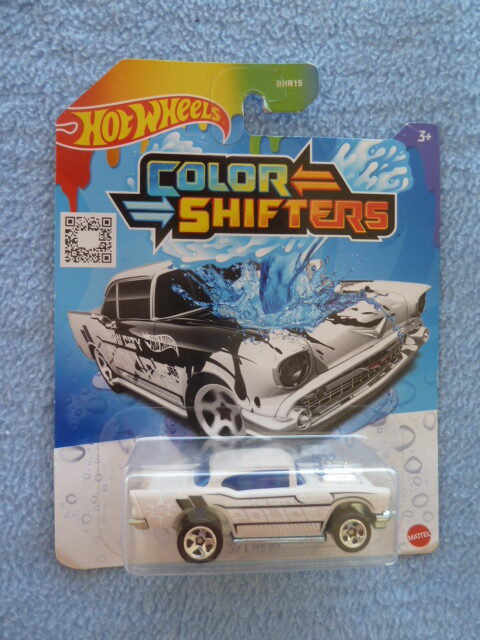 BHR15
HOT WHEELS
3+
COLOR
SHIFTERS
MATTEL